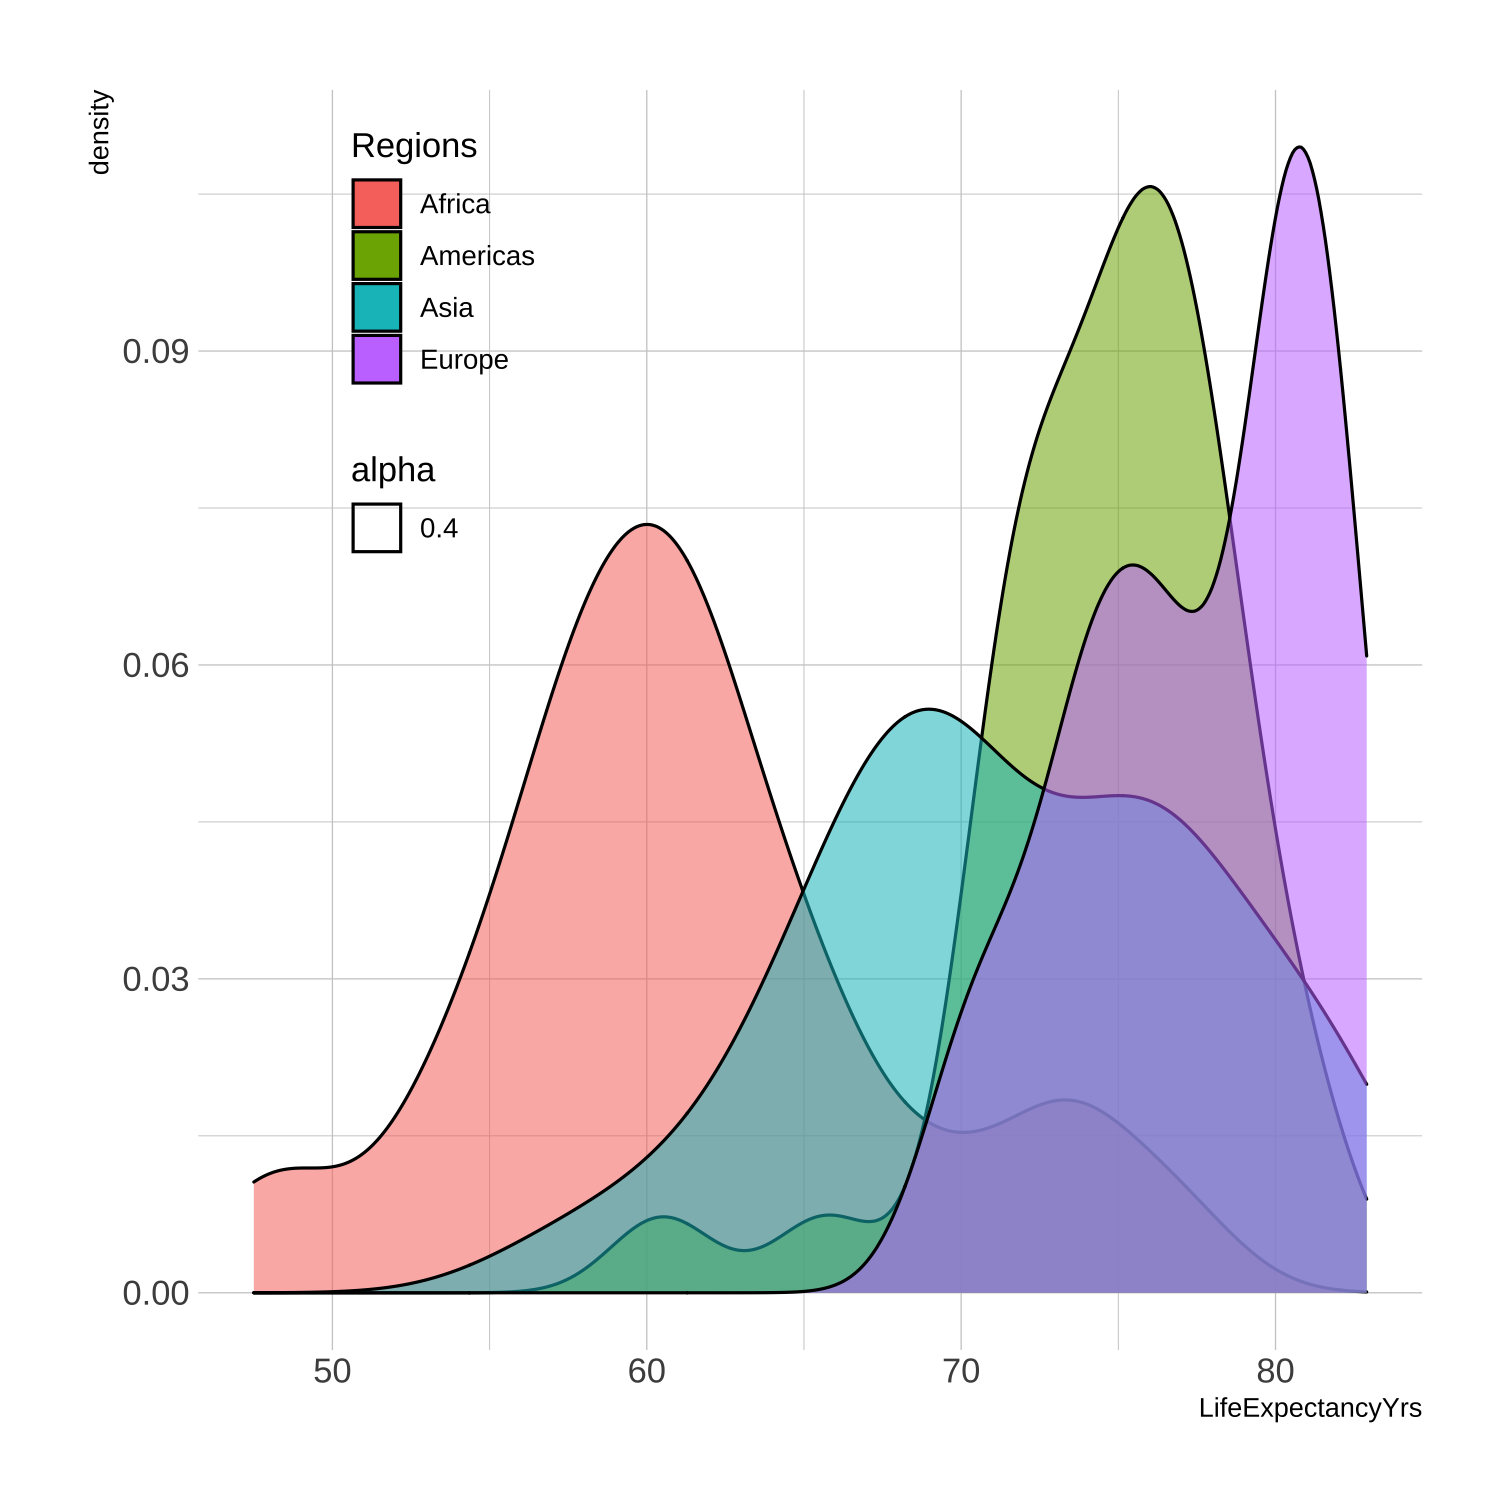 density
Regions
Africa
Americas
Asia
Europe
alpha
0.4
0.09
0.06
0.03
0.00
50 60 70 80
LifeExpectancyYrs